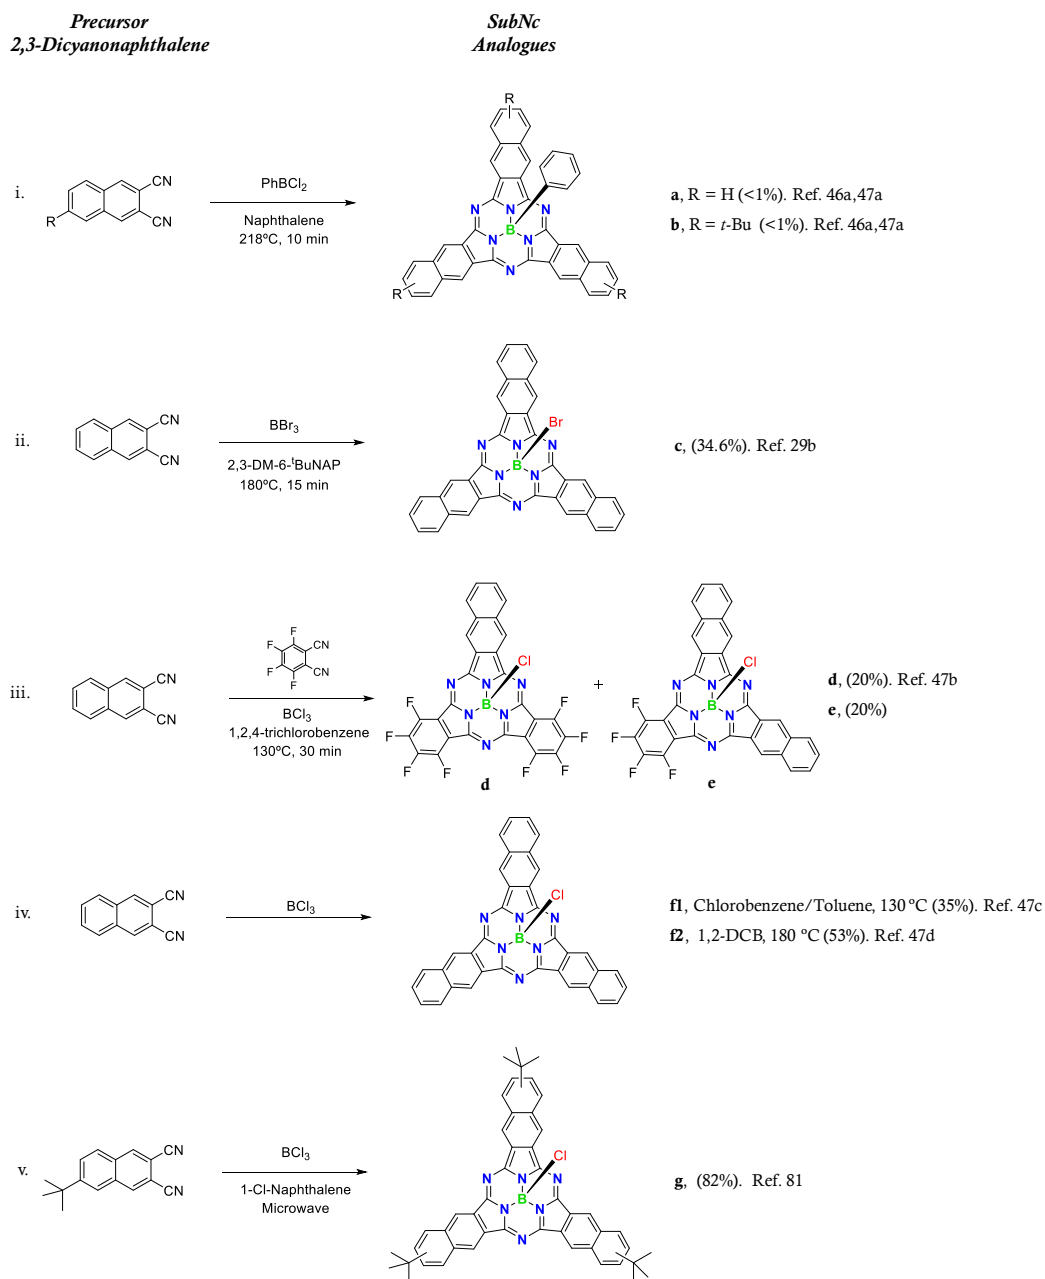 Precursor
2,3-Dicyanonaphthalene
SubNc
Analogues
i.
R
CN
CN
PhBCl2
Naphthalene
218ºC, 10 min
R
N
N
N
B
N
N
N
R
R
a, R = H (<1%). Ref. 46a,47a
b, R = t-Bu (<1%). Ref. 46a,47a
ii.
CN
CN
BBr3
2,3-DM-6-tBuNAP
180ºC, 15 min
Br
N
N
N
B
N
N
N
c, (34.6%). Ref. 29b
iii.
CN
CN
F
F
CN
F
CN
F
BCl3
1,2,4-trichlorobenzene
130ºC, 30 min
Cl
N
N
N
B
N
N
N
F
F
F
F
F
F
F
F
d
+
Cl
N
N
N
B
N
N
N
F
F
F
F
e
d, (20%). Ref. 47b
e, (20%)
iv.
CN
CN
BCl3
Cl
N
N
N
B
N
N
N
f1, Chlorobenzene/Toluene, 130 ºC (35%). Ref. 47c
f2, 1,2-DCB, 180 ºC (53%). Ref. 47d
v.
CN
CN
BCl3
1-Cl-Naphthalene
Microwave
Cl
N
N
N
B
N
N
N
g, (82%). Ref. 81